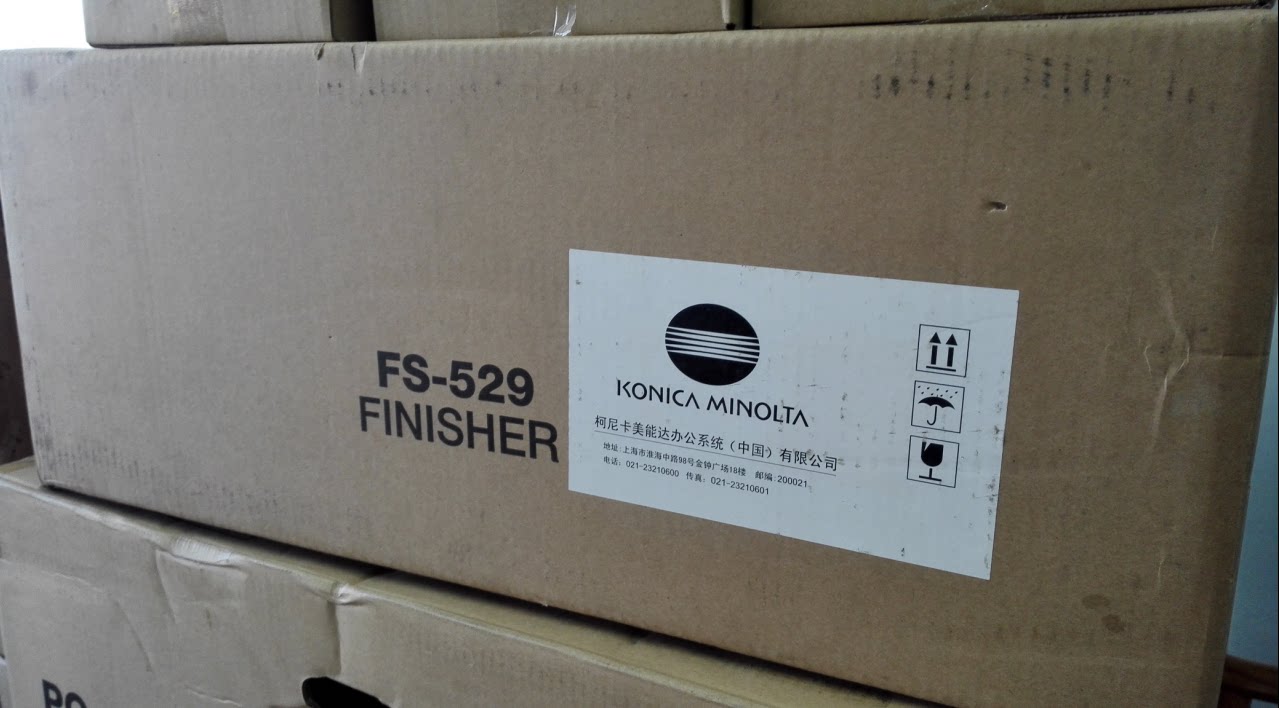 FS-529
FINISHER
KONICA MINOLTA
柯尼卡美能达办公系统（中国）有限公司
地址:上海市淮海中路98号金钟广场18楼 邮编:200021
电话：021-23210600 传真：021-23210601